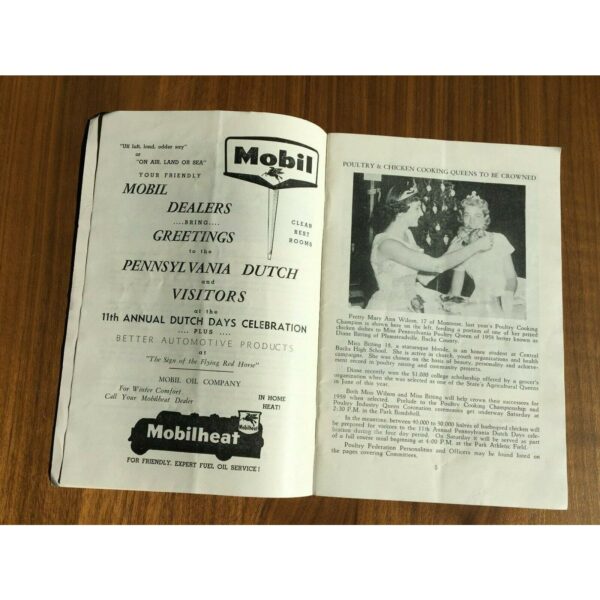 "Uff luft, lond, odder say"
or
"ON AIR, LAND OR SEA"
YOUR FRIENDLY
MOBIL
DEALERS
....BRING....
GREETINGS
to the
PENNSYLVANIA DUTCH
and
VISITORS
at the
11th ANNUAL DUTCH DAYS CELEBRATION
.... PLUS ....
BETTER AUTOMOTIVE PRODUCTS
at
"The Sign of the Flying Red Horse"
MOBIL OIL COMPANY
For Winter Comfort
Call Your Mobilheat Dealer
IN HOME
HEAT!
Mobilheat
Mobilheat
FOR FRIENDLY, EXPERT FUEL OIL SERVICE!
Mobil
CLEAN
REST
ROOMS
POULTRY & CHICKEN COOKING QUEENS TO BE CROWNED
Pretty Mary Ann Wilson, 17 of Montrose, last year's Poultry Cooking
Champion is shown here on the left, feeding a portion of one of her prized
chicken dishes to Miss Pennsylvania Poultry Queen of 1958 better known as
Diane Bitting of Plumsteadville, Bucks County.
Miss Bitting 18, a statuesque blonde, is an honor student at Central
Bucks High School. She is active in church, youth organizations and health
campaigns. She was chosen on the basis of beauty, personality and achieve-
ment record in poultry raising and community projects.
Diane recently won the $1,000 college scholarship offered by a grocer's
organization when she was selected as one of the State's Agricultural Queens
in June of this year.
Both Miss Wilson and Miss Bitting will help crown their successors for
1959 when selected. Prelude to the Poultry Cooking Championship and
Poultry Industry Queen Coronation ceremonies get underway Saturday at
2:30 P.M. in the Park Bandshell.
In the meantime, between 40,000 to 50,000 halves of barbequed chicken will
be prepared for visitors to the 11th Annual Pennsylvania Dutch Days cele-
bration during the four day period. On Saturday it will be served as part
of a full course meal beginning at 4:00 P.M. at the Park Athletic Field.
Poultry Federation Personalities and Officers may be found listed on
the pages covering Committees.
5